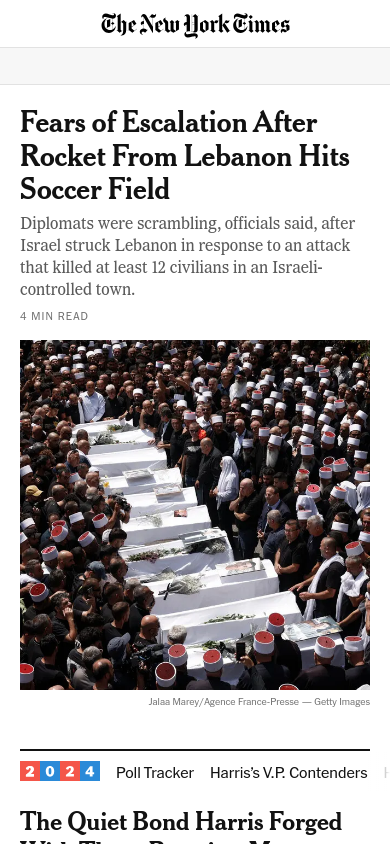 The New York Times
Fears of Escalation After
Rocket From Lebanon Hits
Soccer Field
Diplomats were scrambling, officials said, after
Israel struck Lebanon in response to an attack
that killed at least 12 civilians in an Israeli-
controlled town.
4 MIN READ
Jalaa Marey/Agence France-Presse — Getty Images
2024 Poll Tracker Harris’s V.P. Contenders
The Quiet Bond Harris Forged